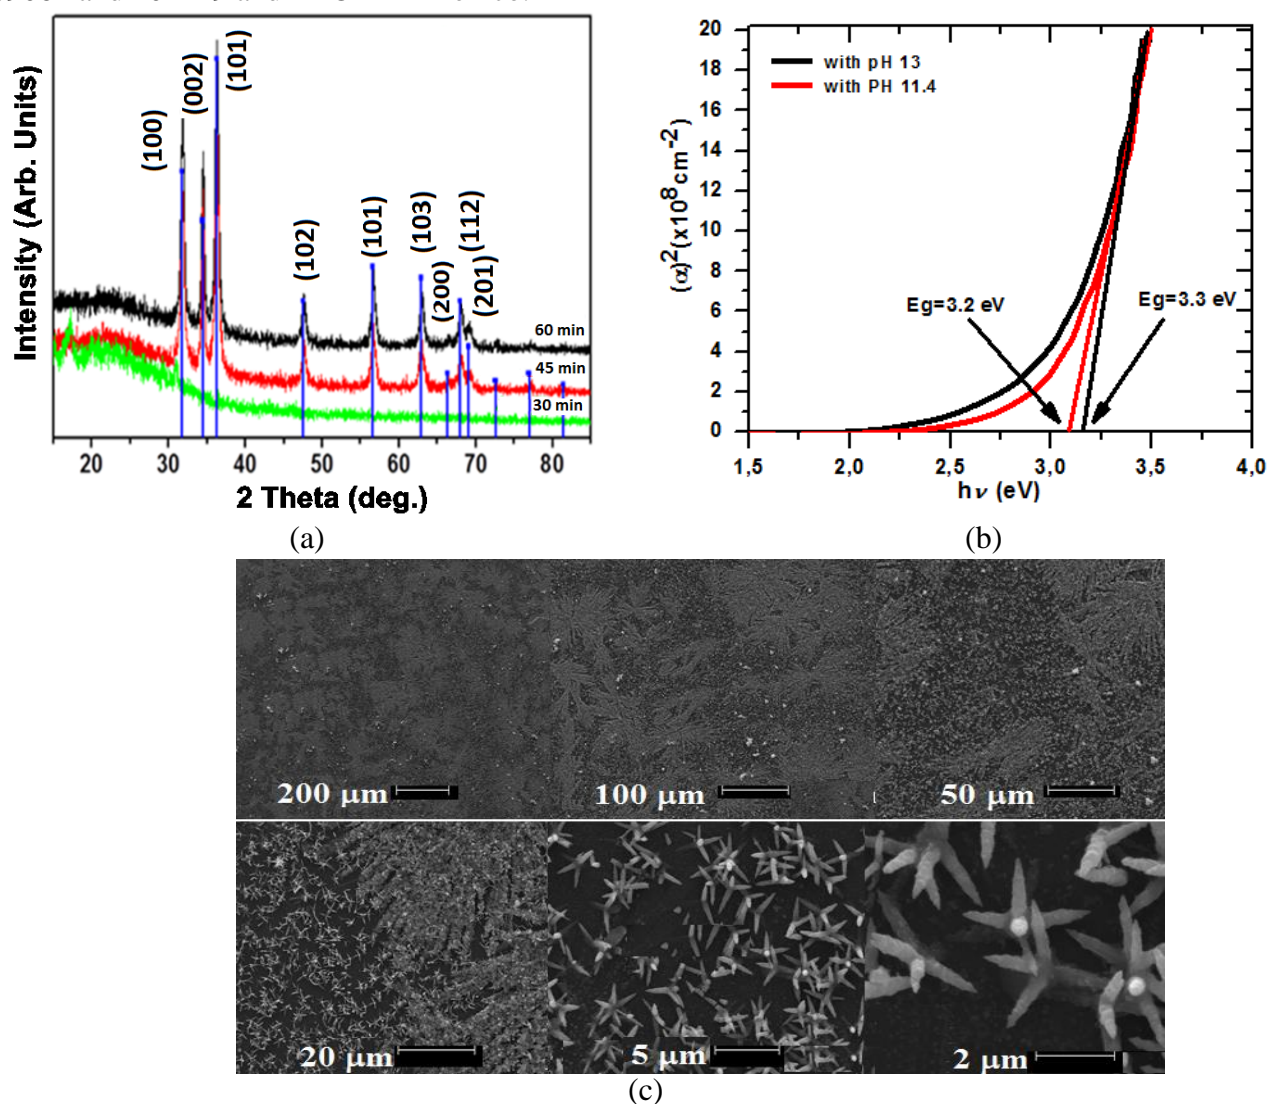 (100)
(002)
(101)
(102)
(101)
(103)
(200)
(112)
(201)
60 min
45 min
30 min
Intensity (Arb. Units)
20 30 40 50 60 70 80
2 Theta (deg.)
(a)
20
18
16
14
12
10
8
6
4
2
0
(α)²(x10⁸cm⁻²)
with pH 13
with PH 11.4
Eg=3.2 eV
Eg=3.3 eV
1,5 2,0 2,5 3,0 3,5 4,0
hν (eV)
(b)
200 µm
100 µm
50 µm
20 µm
5 µm
2 µm
(c)